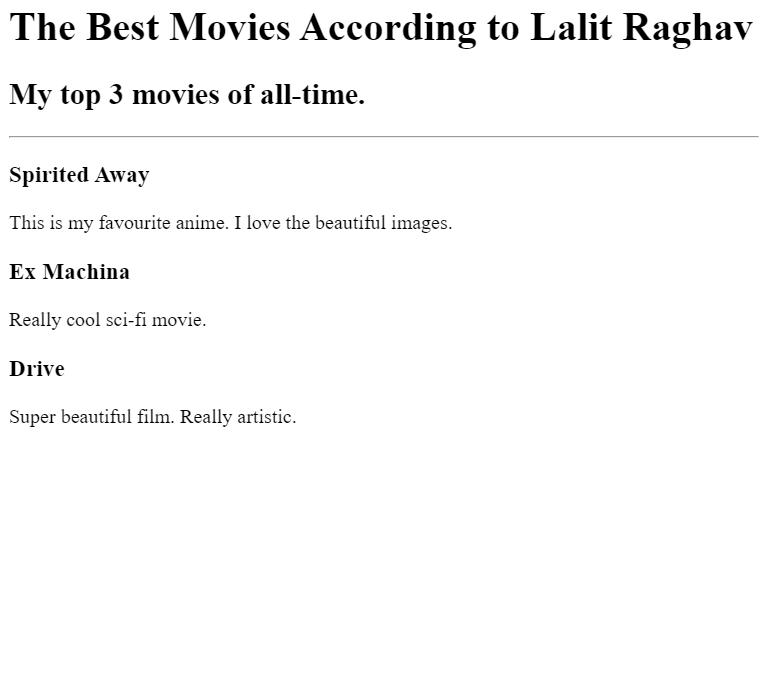 The Best Movies According to Lalit Raghav
My top 3 movies of all-time.
Spirited Away
This is my favourite anime. I love the beautiful images.
Ex Machina
Really cool sci-fi movie.
Drive
Super beautiful film. Really artistic.